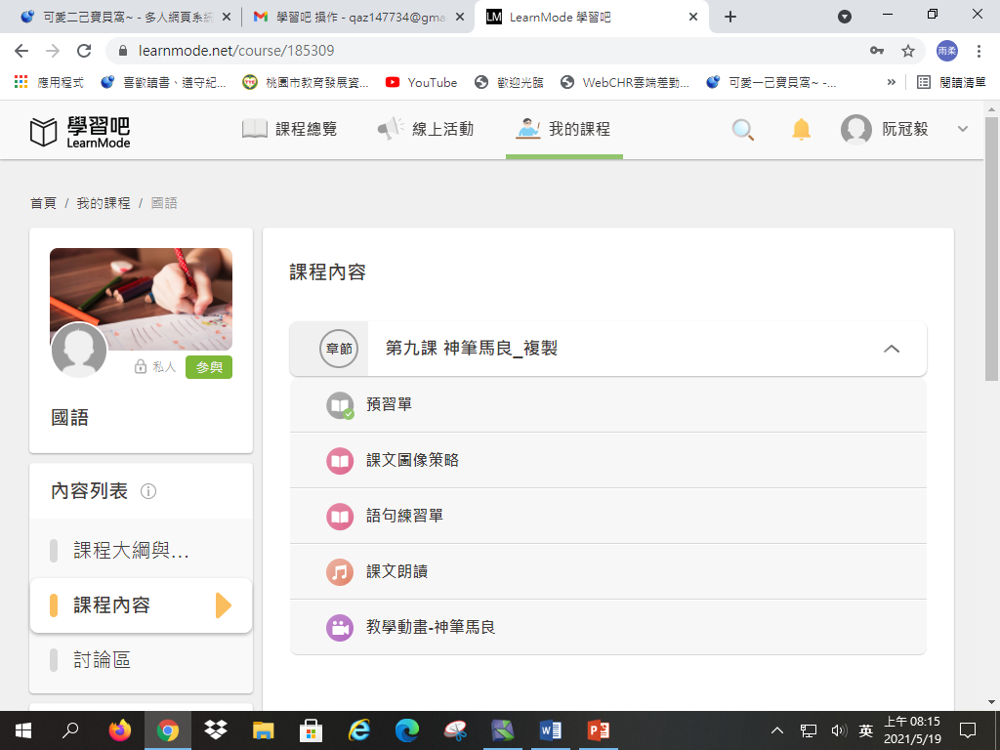 可愛二己寶貝窩~ - 多人網頁系統
學習吧 操作 - qaz147734@gma
LearnMode 學習吧
learnmode.net/course/185309
雨柔
應用程式
喜歡讀書、遵守紀...
桃園市教育發展資...
YouTube
歡迎光臨
WebCHR雲端差勤...
可愛一己寶貝窩~ -...
»
閱讀清單
學習吧
LearnMode
課程總覽
線上活動
我的課程
阮冠毅
首頁 / 我的課程 / 國語
私人
參與
國語
內容列表
課程大綱與...
課程內容
討論區
課程內容
章節
第九課 神筆馬良_複製
預習單
課文圖像策略
語句練習單
課文朗讀
教學動畫-神筆馬良
英
上午 08:15
2021/5/19